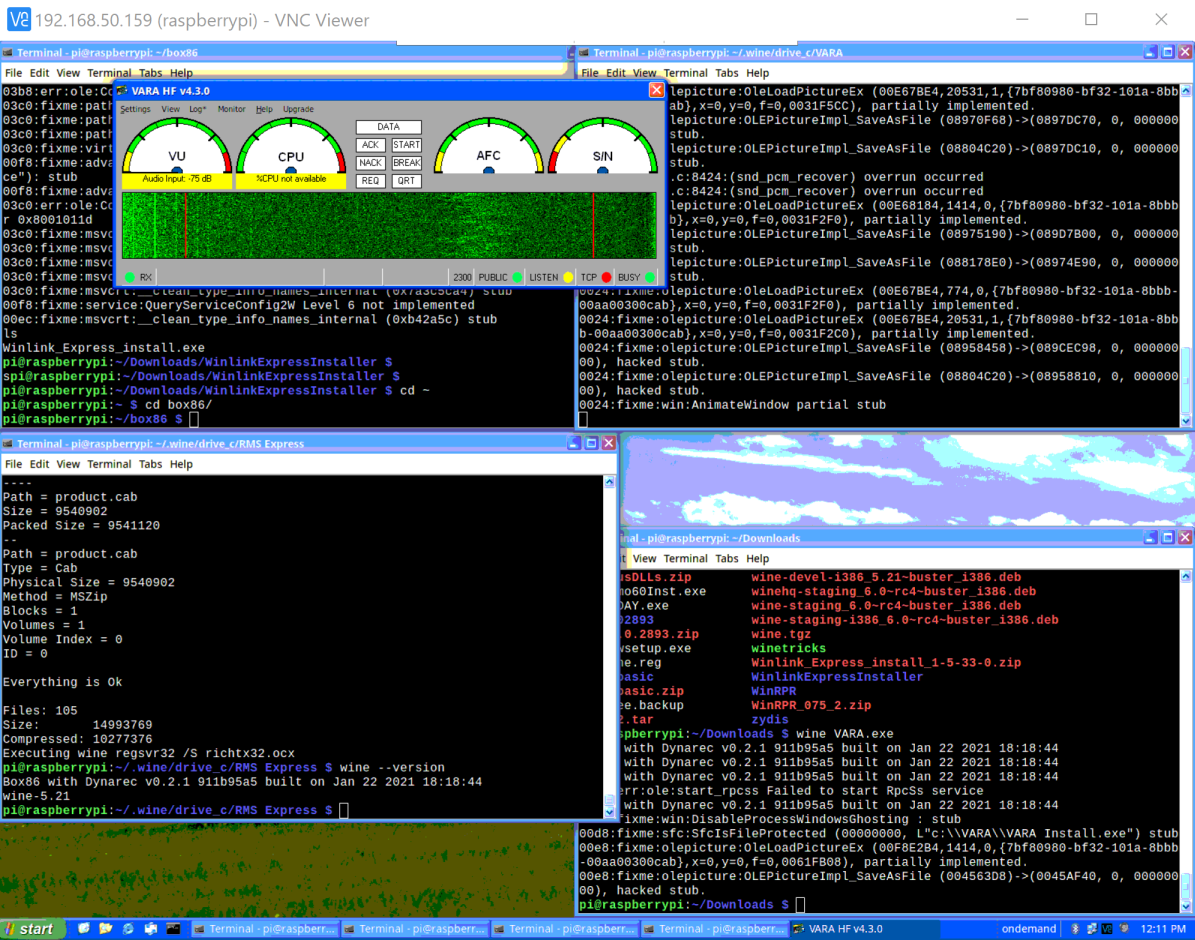 192.168.50.159 (raspberrypi) - VNC Viewer
Terminal - pi@raspberrypi: ~/box86
File Edit View Terminal Tabs Help
03b8:err:ole:Co
03c0:fixme:path
03c0:fixme:path
03c0:fixme:path
03c0:fixme:virt
00f8:fixme:adva
ce"): stub
00f8:fixme:adva
03c0:err:ole:Co
r 0x8001011d
03c0:fixme:msvc
03c0:fixme:msvc
03c0:fixme:msvc
03c0:fixme:msvc
03c0:fixme:msvcrt:__clean_type_info_names_internal (0x7a3c5ca4) stub
00f8:fixme:service:QueryServiceConfig2W Level 6 not implemented
00ec:fixme:msvcrt:__clean_type_info_names_internal (0xb42a5c) stub
ls
Winlink_Express_install.exe
pi@raspberrypi:~/Downloads/WinlinkExpressInstaller $
spi@raspberrypi:~/Downloads/WinlinkExpressInstaller $
pi@raspberrypi:~/Downloads/WinlinkExpressInstaller $ cd ~
pi@raspberrypi:~ $ cd box86/
pi@raspberrypi:~/box86 $
VARA HF v4.3.0
Settings View Log* Monitor Help Upgrade
VU
Audio Input: -75 dB
CPU
%CPU not available
DATA
ACK START
NACK BREAK
REQ QRT
AFC
S/N
RX
2300 PUBLIC LISTEN TCP BUSY
Terminal - pi@raspberrypi: ~/.wine/drive_c/VARA
File Edit View Terminal Tabs Help
lepicture:OleLoadPictureEx (00E67BE4,20531,1,{7bf80980-bf32-101a-8bb
ab},x=0,y=0,f=0,0031F5CC), partially implemented.
lepicture:OLEPictureImpl_SaveAsFile (08970F68)->(0897DC70, 0, 000000
stub.
lepicture:OLEPictureImpl_SaveAsFile (08804C20)->(0897DC10, 0, 000000
stub.
.c:8424:(snd_pcm_recover) overrun occurred
.c:8424:(snd_pcm_recover) overrun occurred
lepicture:OleLoadPictureEx (00E68184,1414,0,{7bf80980-bf32-101a-8bbb
b},x=0,y=0,f=0,0031F2F0), partially implemented.
lepicture:OLEPictureImpl_SaveAsFile (08975190)->(089D7B00, 0, 000000
stub.
lepicture:OLEPictureImpl_SaveAsFile (088178E0)->(08974E90, 0, 000000
stub.
0024:fixme:olepicture:OleLoadPictureEx (00E67BE4,774,0,{7bf80980-bf32-101a-8bbb-
00aa00300cab},x=0,y=0,f=0,0031F2F0), partially implemented.
0024:fixme:olepicture:OleLoadPictureEx (00E67BE4,20531,1,{7bf80980-bf32-101a-8bb
b-00aa00300cab},x=0,y=0,f=0,0031F2C0), partially implemented.
0024:fixme:olepicture:OLEPictureImpl_SaveAsFile (08958458)->(089CEC98, 0, 000000
00), hacked stub.
0024:fixme:olepicture:OLEPictureImpl_SaveAsFile (08804C20)->(08958810, 0, 000000
00), hacked stub.
0024:fixme:win:AnimateWindow partial stub
Terminal - pi@raspberrypi: ~/.wine/drive_c/RMS Express
File Edit View Terminal Tabs Help
----
Path = product.cab
Size = 9540902
Packed Size = 9541120
--
Path = product.cab
Type = Cab
Physical Size = 9540902
Method = MSZip
Blocks = 1
Volumes = 1
Volume Index = 0
ID = 0
Everything is Ok
Files: 105
Size: 14993769
Compressed: 10277376
Executing wine regsvr32 /S richtx32.ocx
pi@raspberrypi:~/.wine/drive_c/RMS Express $ wine --version
Box86 with Dynarec v0.2.1 911b95a5 built on Jan 22 2021 18:18:44
wine-5.21
pi@raspberrypi:~/.wine/drive_c/RMS Express $
nal - pi@raspberrypi: ~/Downloads
it View Terminal Tabs Help
usDLLs.zip wine-devel-i386_5.21~buster_i386.deb
mo60Inst.exe winehq-staging_6.0~rc4~buster_i386.deb
DAY.exe wine-staging_6.0~rc4~buster_i386.deb
02893 wine-staging-i386_6.0~rc4~buster_i386.deb
.0.2893.zip wine.tgz
wsetup.exe winetricks
ne.reg Winlink_Express_install_1-5-33-0.zip
basic WinlinkExpressInstaller
basic.zip WinRPR
ee.backup WinRPR_075_2.zip
2.tar zydis
spberrypi:~/Downloads $ wine VARA.exe
with Dynarec v0.2.1 911b95a5 built on Jan 22 2021 18:18:44
with Dynarec v0.2.1 911b95a5 built on Jan 22 2021 18:18:44
with Dynarec v0.2.1 911b95a5 built on Jan 22 2021 18:18:44
err:ole:start_rpcss Failed to start RpcSs service
with Dynarec v0.2.1 911b95a5 built on Jan 22 2021 18:18:44
fixme:win:DisableProcessWindowsGhosting : stub
00d8:fixme:sfc:SfcIsFileProtected (00000000, L"c:\\VARA\\VARA Install.exe") stub
00e8:fixme:olepicture:OleLoadPictureEx (00F8E2B4,1414,0,{7bf80980-bf32-101a-8bbb
-00aa00300cab},x=0,y=0,f=0,0061FB08), partially implemented.
00e8:fixme:olepicture:OLEPictureImpl_SaveAsFile (004563D8)->(0045AF40, 0, 000000
00), hacked stub.
pi@raspberrypi:~/Downloads $
start Terminal - pi@raspberr... Terminal - pi@raspberr... Terminal - pi@raspberr... Terminal - pi@raspberr... VARA HF v4.3.0 ondemand 12:11 PM